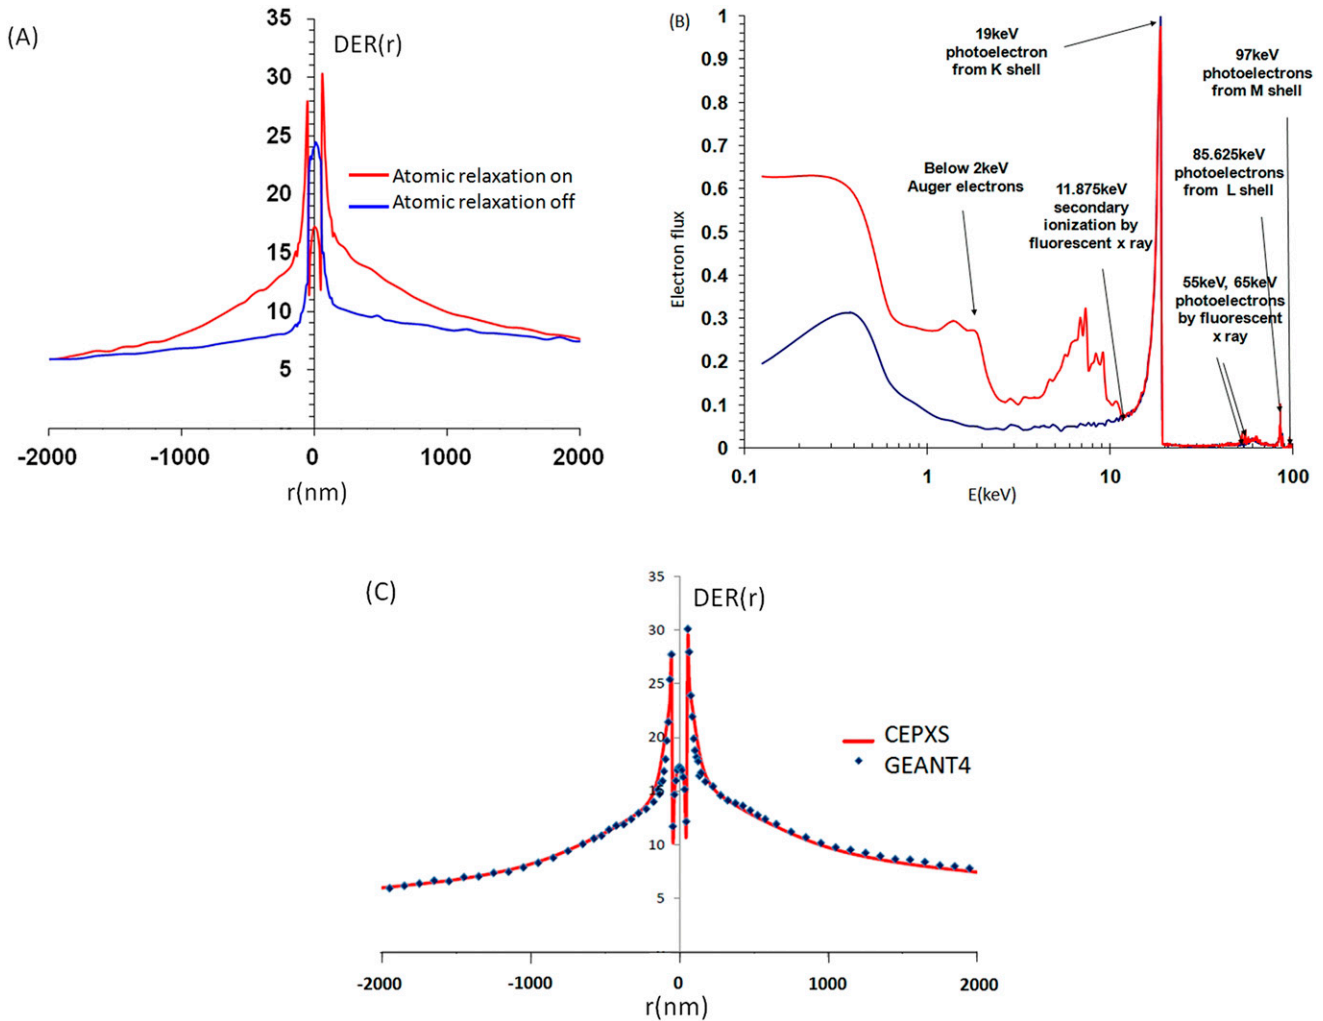 (A)
DER(r)
35
30
25
20
15
10
5
Atomic relaxation on
Atomic relaxation off
-2000
-1000
0
1000
2000
r(nm)
(B)
1
0.9
0.8
0.7
0.6
0.5
0.4
0.3
0.2
0.1
0
Electron flux
19keV
photoelectron
from K shell
97keV
photoelectrons
from M shell
Below 2keV
Auger electrons
11.875keV
secondary
ionization by
fluorescent x ray
85.625keV
photoelectrons
from L shell
55keV, 65keV
photoelectrons
by fluorescent
x ray
0.1
1
10
100
E(keV)
(C)
DER(r)
35
30
25
20
15
10
5
CEPXS
GEANT4
-2000
-1000
0
1000
2000
r(nm)